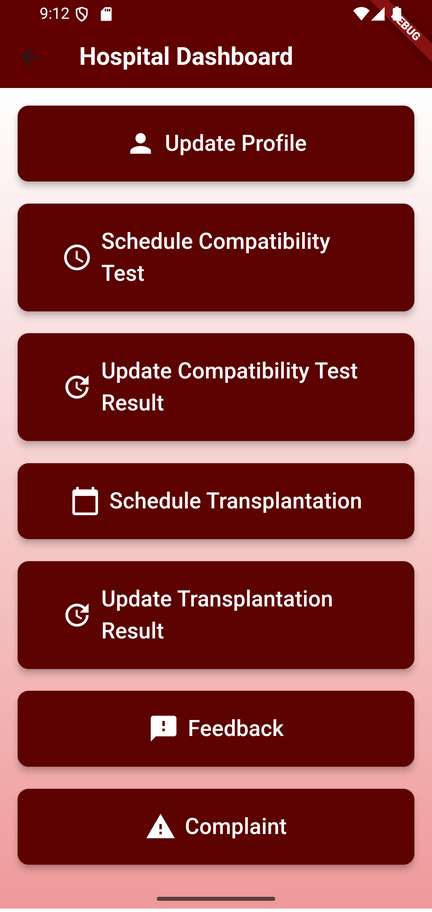 9:12
DEBUG
Hospital Dashboard
Update Profile
Schedule Compatibility
Test
Update Compatibility Test
Result
Schedule Transplantation
Update Transplantation
Result
Feedback
Complaint